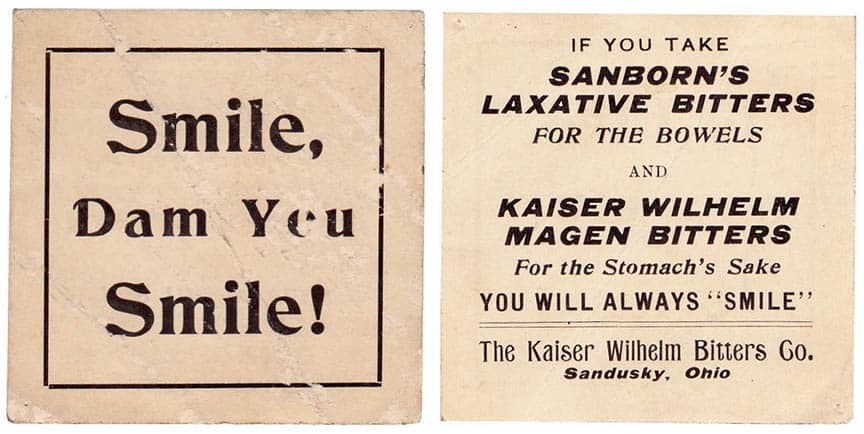 Smile,
Dam You
Smile!
IF YOU TAKE
SANBORN'S
LAXATIVE BITTERS
FOR THE BOWELS
AND
KAISER WILHELM
MAGEN BITTERS
For the Stomach's Sake
YOU WILL ALWAYS "SMILE"
The Kaiser Wilhelm Bitters Co.
Sandusky, Ohio